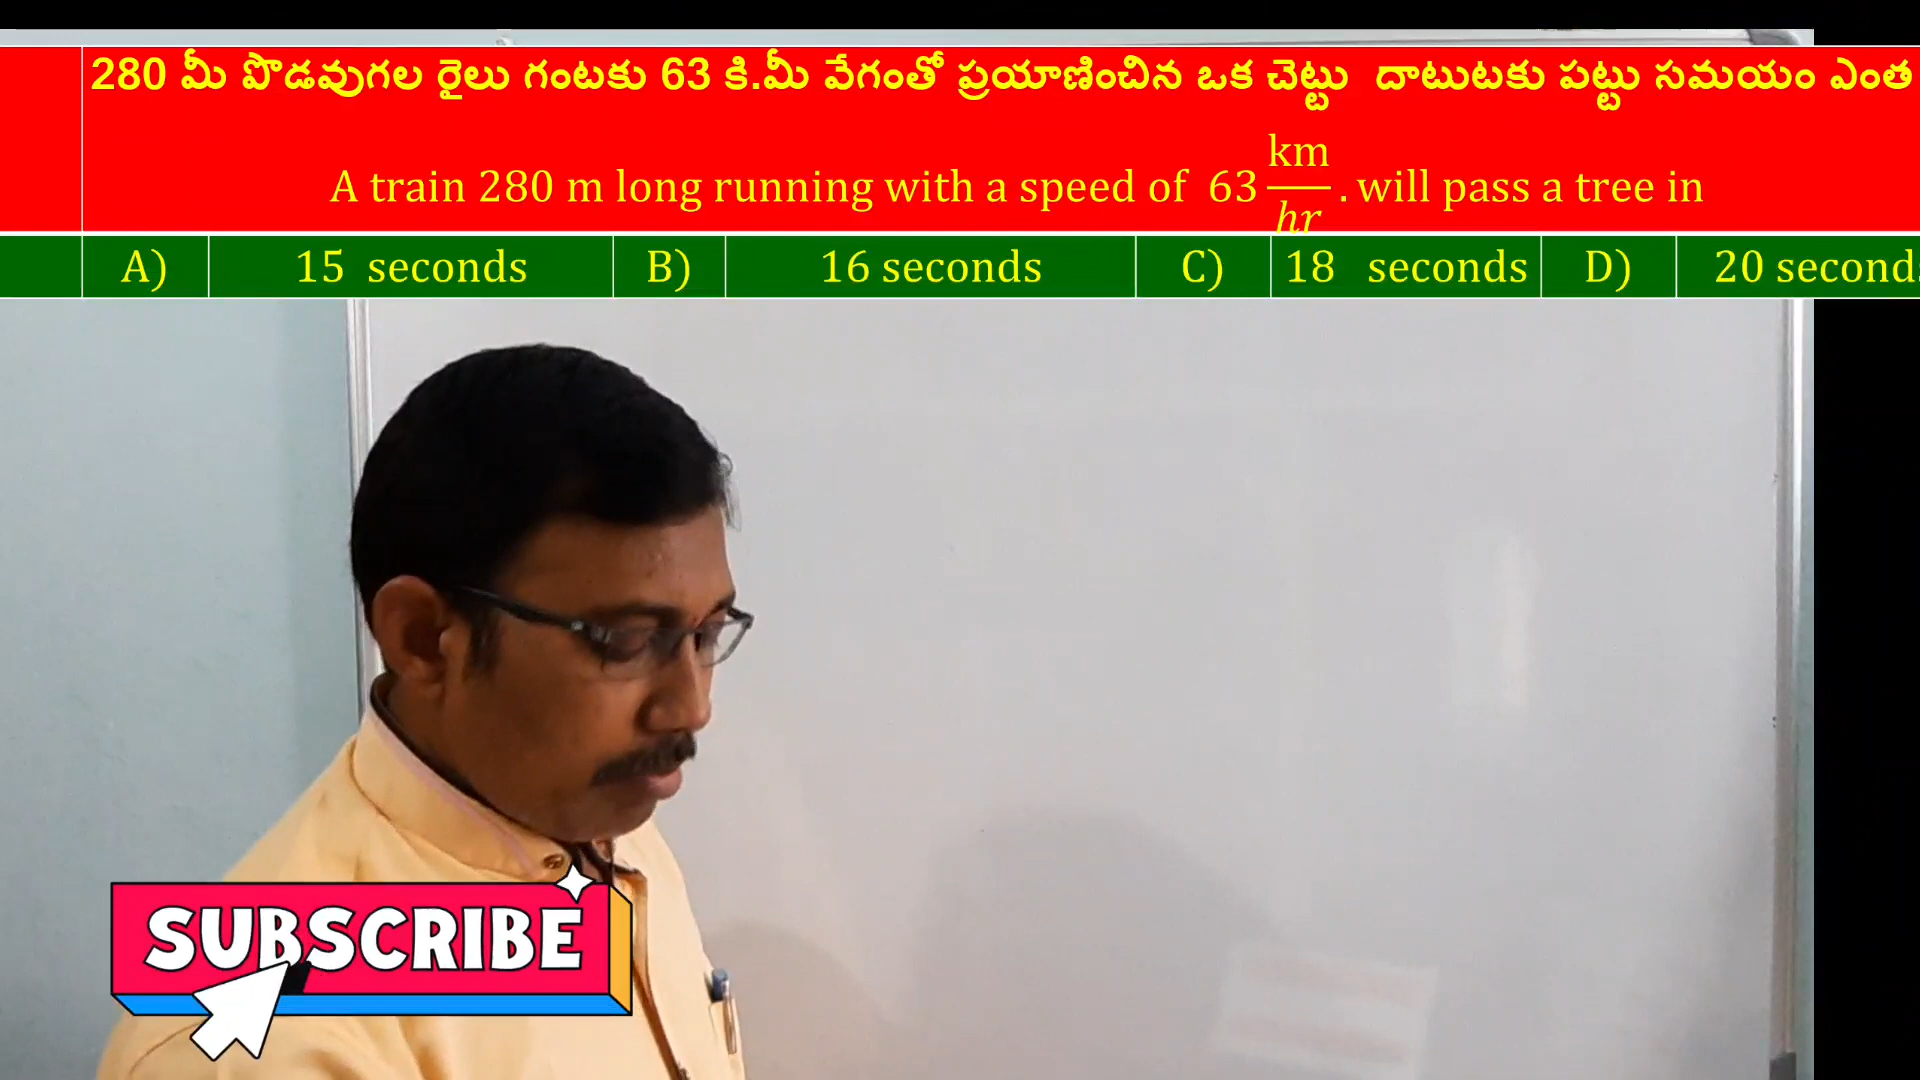 280 మీ పొడవుగల రైలు గంటకు 63 కి.మీ వేగంతో ప్రయాణించిన ఒక చెట్టు దాటుటకు పట్టు సమయం ఎంత
A train 280 m long running with a speed of 63 km/hr . will pass a tree in
A) 15 seconds B) 16 seconds C) 18 seconds D) 20 second
SUBSCRIBE